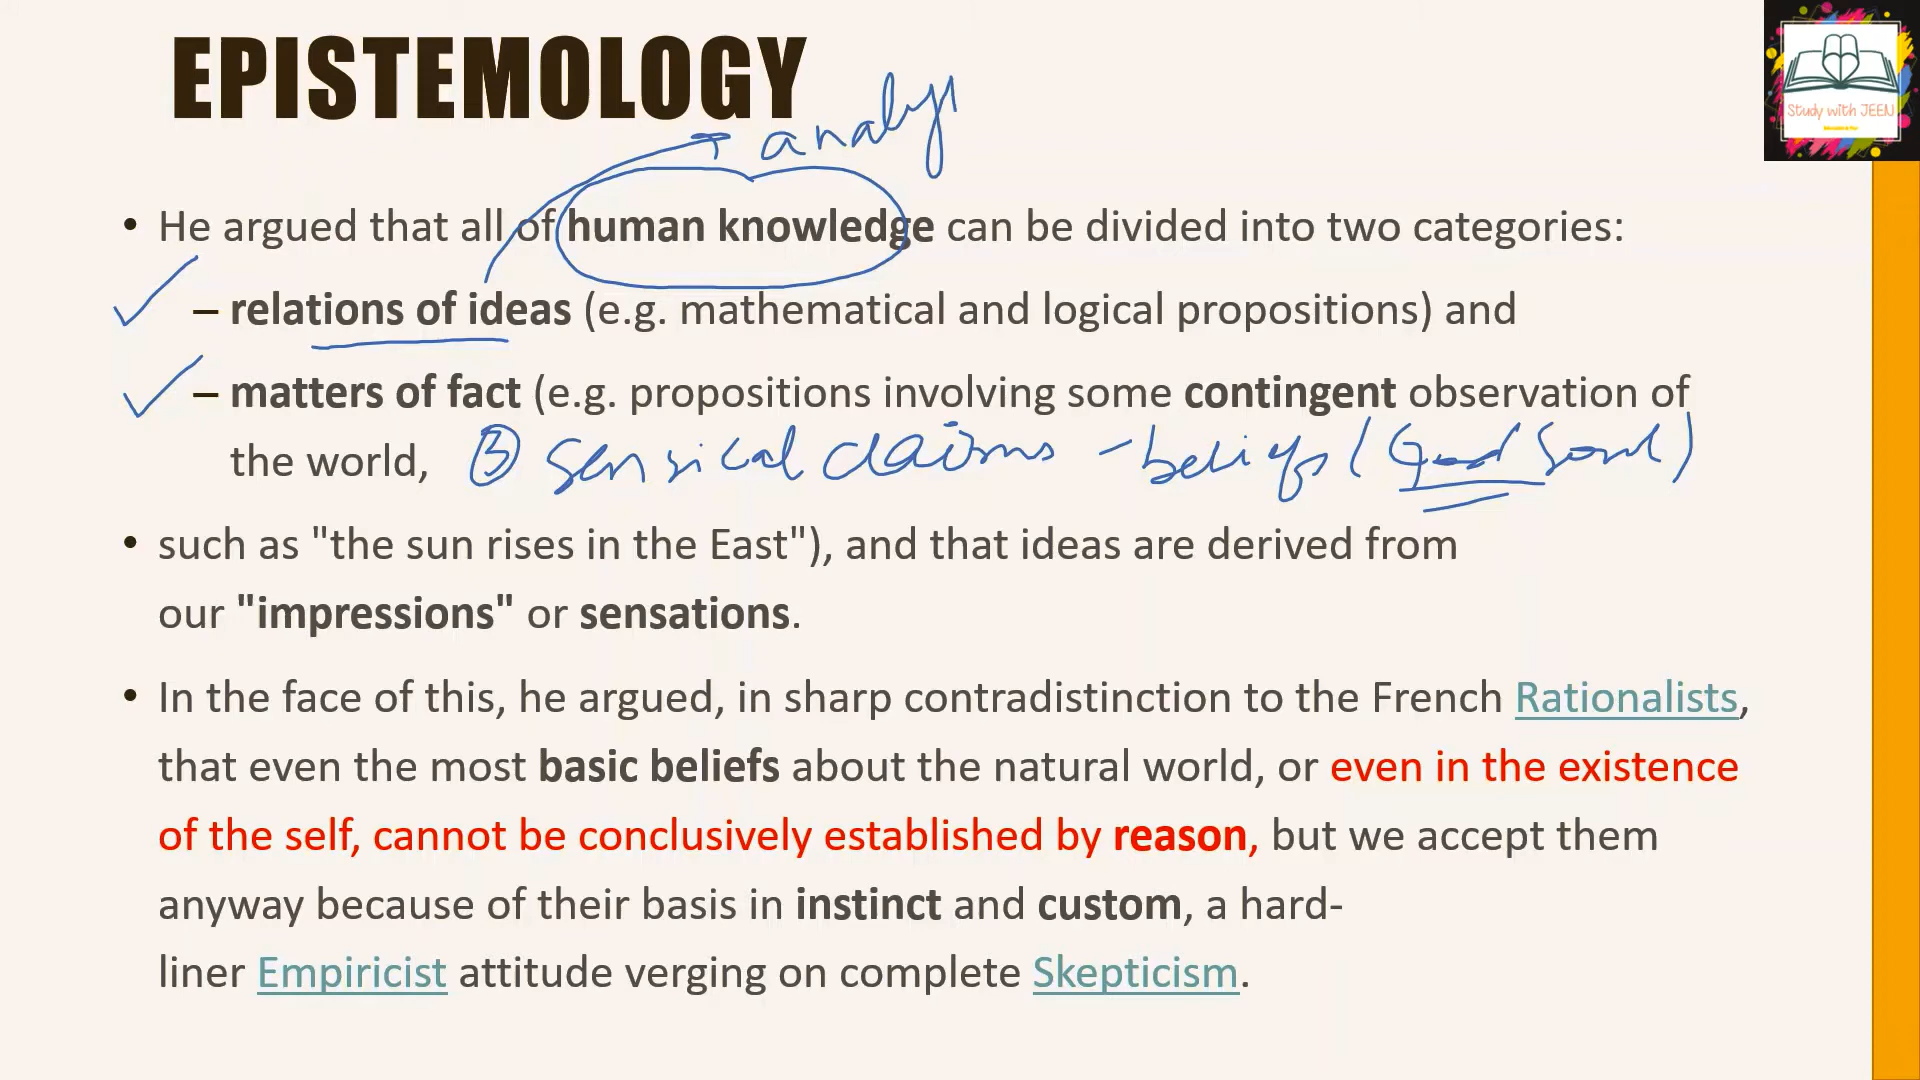 EPISTEMOLOGY
Study with JEEN
analy
• He argued that all of human knowledge can be divided into two categories:
– relations of ideas (e.g. mathematical and logical propositions) and
– matters of fact (e.g. propositions involving some contingent observation of
the world, ③ sensical claims - beliefs (God Soul)
• such as "the sun rises in the East"), and that ideas are derived from
our "impressions" or sensations.
• In the face of this, he argued, in sharp contradistinction to the French Rationalists,
that even the most basic beliefs about the natural world, or even in the existence
of the self, cannot be conclusively established by reason, but we accept them
anyway because of their basis in instinct and custom, a hard-
liner Empiricist attitude verging on complete Skepticism.